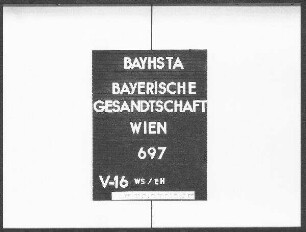 BAYHSTA
BAYERISCHE
GESANDTSCHAFT
WIEN
697
V-16 WS/EH